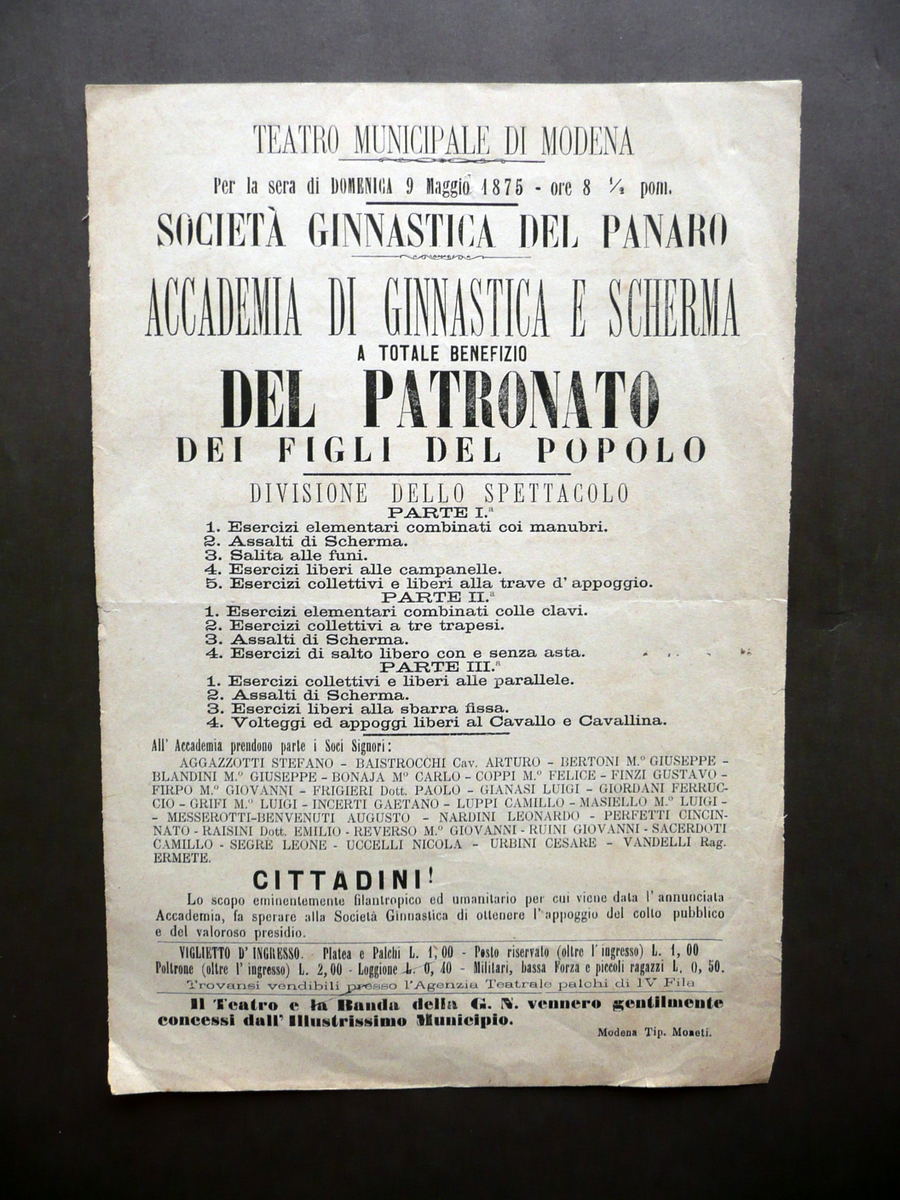 TEATRO MUNICIPALE DI MODENA
Per la sera di DOMENICA 9 Maggio 1875 - ore 8 1/2 pom.
SOCIETÀ GINNASTICA DEL PANARO
ACCADEMIA DI GINNASTICA E SCHERMA
A TOTALE BENEFIZIO
DEL PATRONATO
DEI FIGLI DEL POPOLO
DIVISIONE DELLO SPETTACOLO
PARTE I.ª
1. Esercizi elementari combinati coi manubri.
2. Assalti di Scherma.
3. Salita alle funi.
4. Esercizi liberi alle campanelle.
5. Esercizi collettivi e liberi alla trave d'appoggio.
PARTE II.ª
1. Esercizi elementari combinati colle clavi.
2. Esercizi collettivi a tre trapesi.
3. Assalti di Scherma.
4. Esercizi di salto libero con e senza asta.
PARTE III.ª
1. Esercizi collettivi e liberi alle parallele.
2. Assalti di Scherma.
3. Esercizi liberi alla sbarra fissa.
4. Volteggi ed appoggi liberi al Cavallo e Cavallina.
All' Accademia prendono parte i Soci Signori:
AGGAZZOTTI STEFANO - BAISTROCCHI Cav. ARTURO - BERTONI M.º GIUSEPPE -
BLANDINI M.º GIUSEPPE - BONAJA Mº CARLO - COPPI M.º FELICE - FINZI GUSTAVO -
FIRPO M.º GIOVANNI - FRIGIERI Dott. PAOLO - GIANASI LUIGI - GIORDANI FERRUC-
CIO - GRIFI M.º LUIGI - INCERTI GAETANO - LUPPI CAMILLO - MASIELLO M.º LUIGI -
- MESSEROTTI-BENVENUTI AUGUSTO - NARDINI LEONARDO - PERFETTI CINCIN-
NATO - RAISINI Dott. EMILIO - REVERSO M.º GIOVANNI - RUINI GIOVANNI - SACERDOTI
CAMILLO - SEGRÈ LEONE - UCCELLI NICOLA - URBINI CESARE - VANDELLI Rag.
ERMETE.
CITTADINI!
Lo scopo eminentemente filantropico ed umanitario per cui viene data l'annunciata
Accademia, fa sperare alla Società Ginnastica di ottenere l'appoggio del colto pubblico
e del valoroso presidio.
VIGLIETTO D'INGRESSO. Platea e Palchi L. 1,00 - Posto riservato (oltre l'ingresso) L. 1,00
Poltrone (oltre l'ingresso) L. 2,00 - Loggione L. 0,40 - Militari, bassa Forza e piccoli ragazzi L. 0,50.
Trovansi vendibili presso l'Agenzia Teatrale palchi di IV Fila
Il Teatro e la Banda della G. N. vennero gentilmente
concessi dall'Illustrissimo Municipio.
Modena Tip. Moneti.